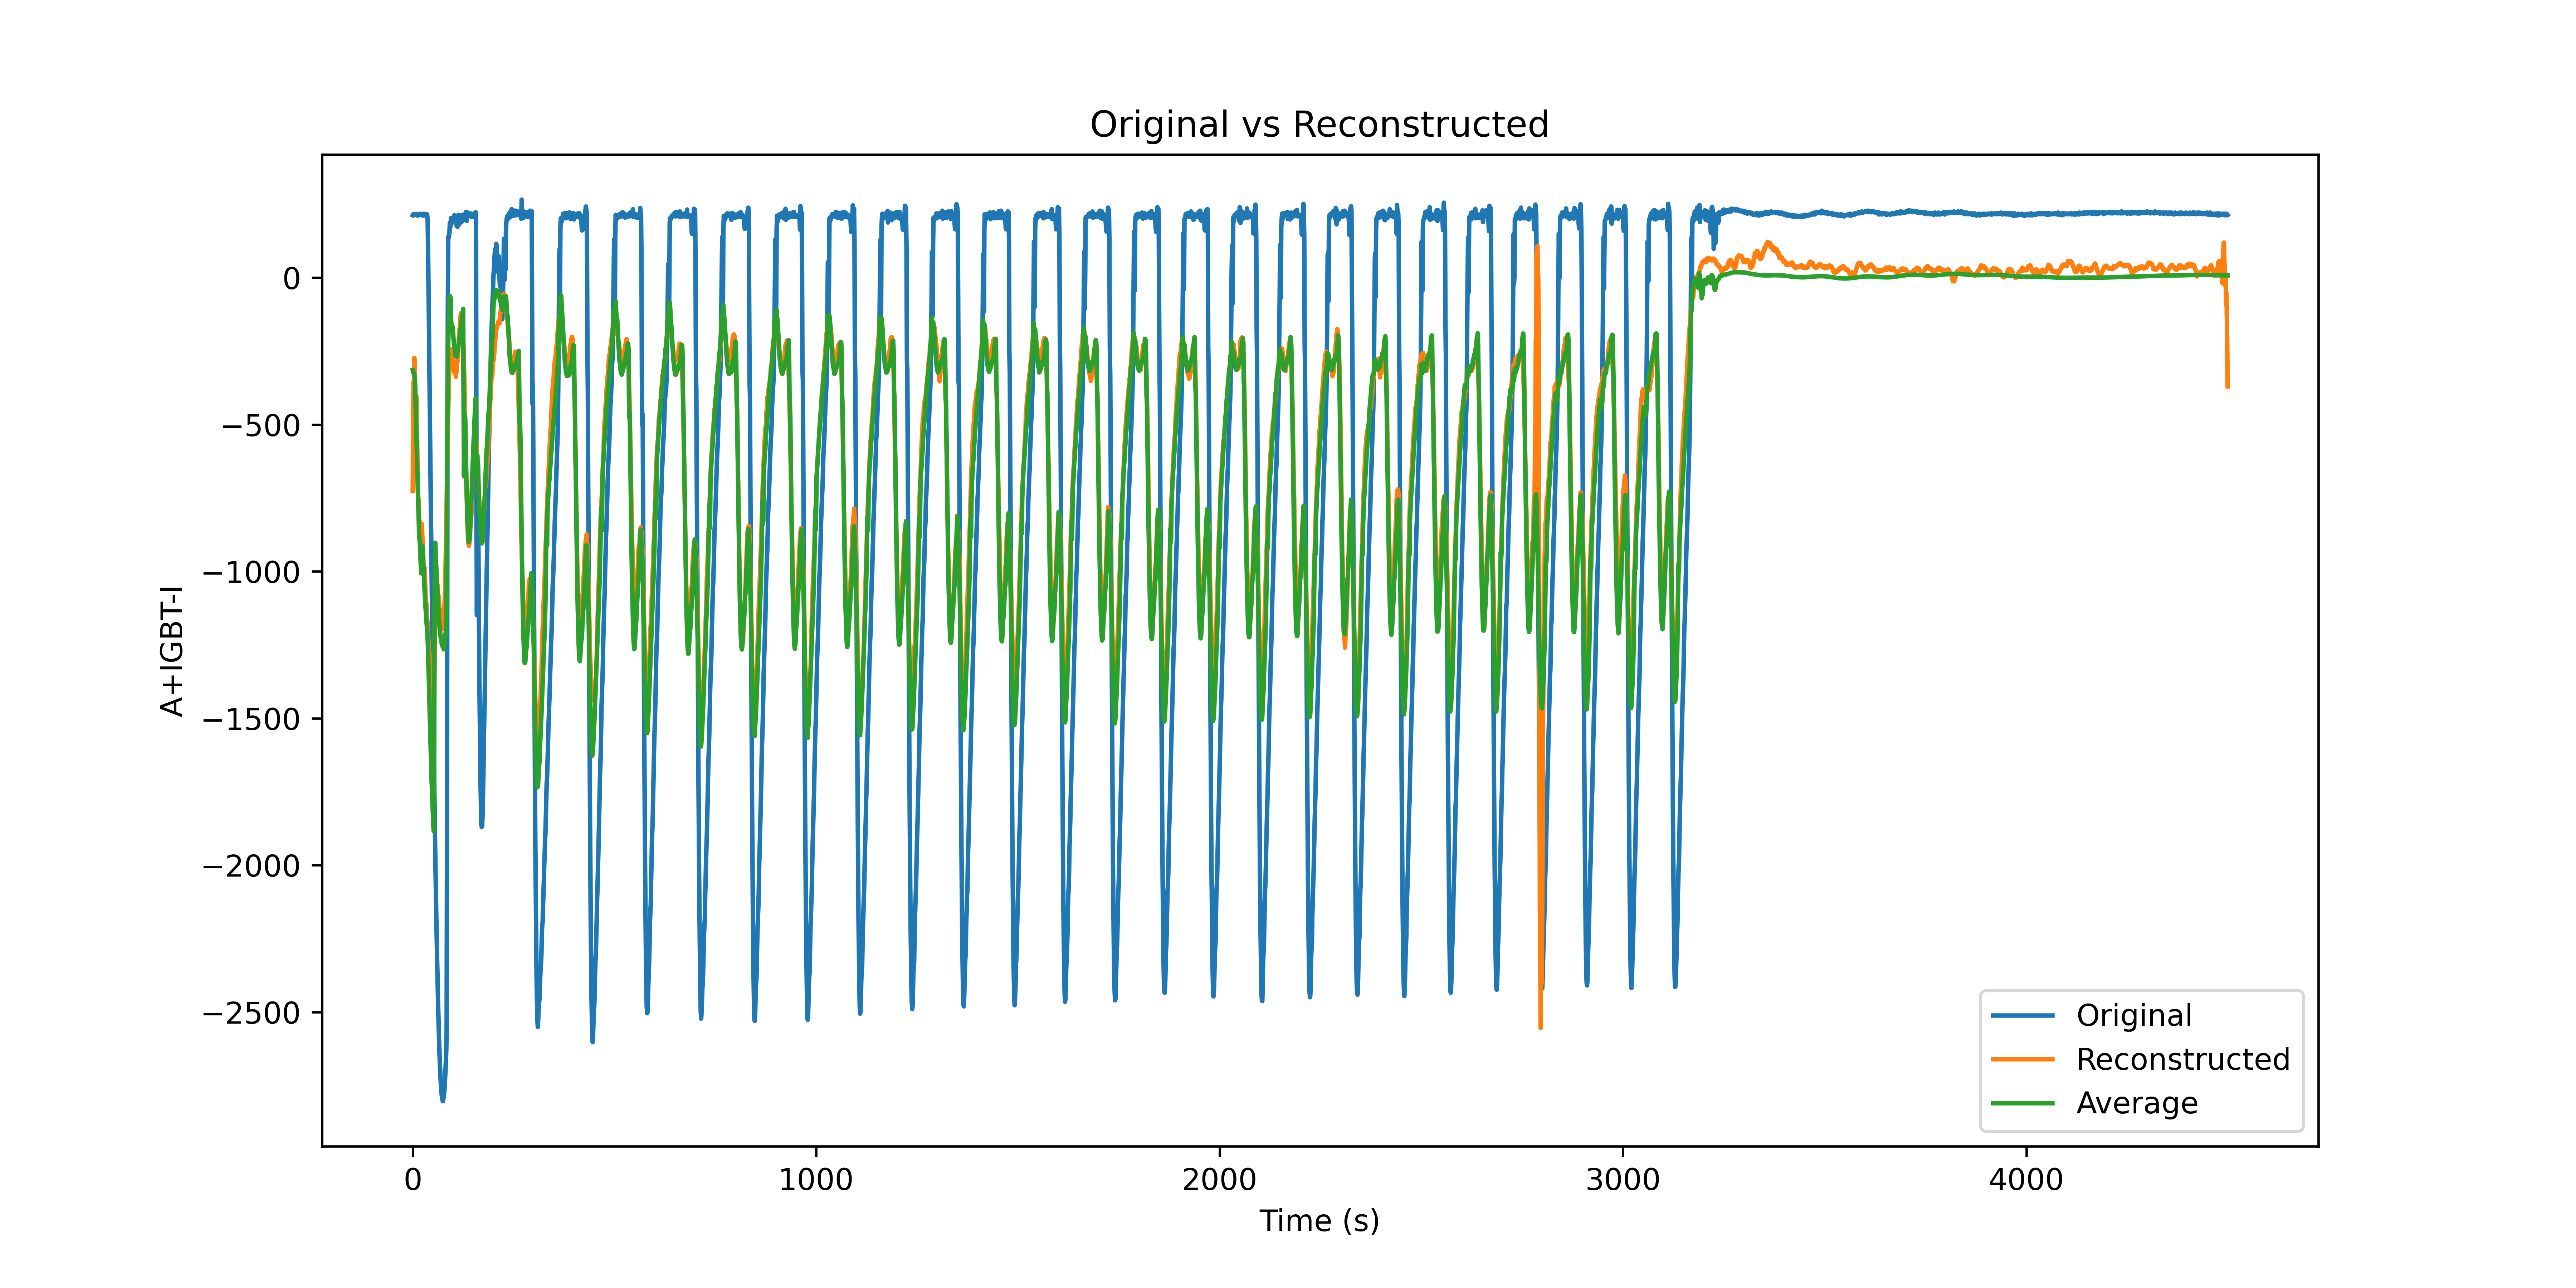 Original vs Reconstructed
A+IGBT-I
0
−500
−1000
−1500
−2000
−2500
0 1000 2000 3000 4000
Time (s)
Original
Reconstructed
Average